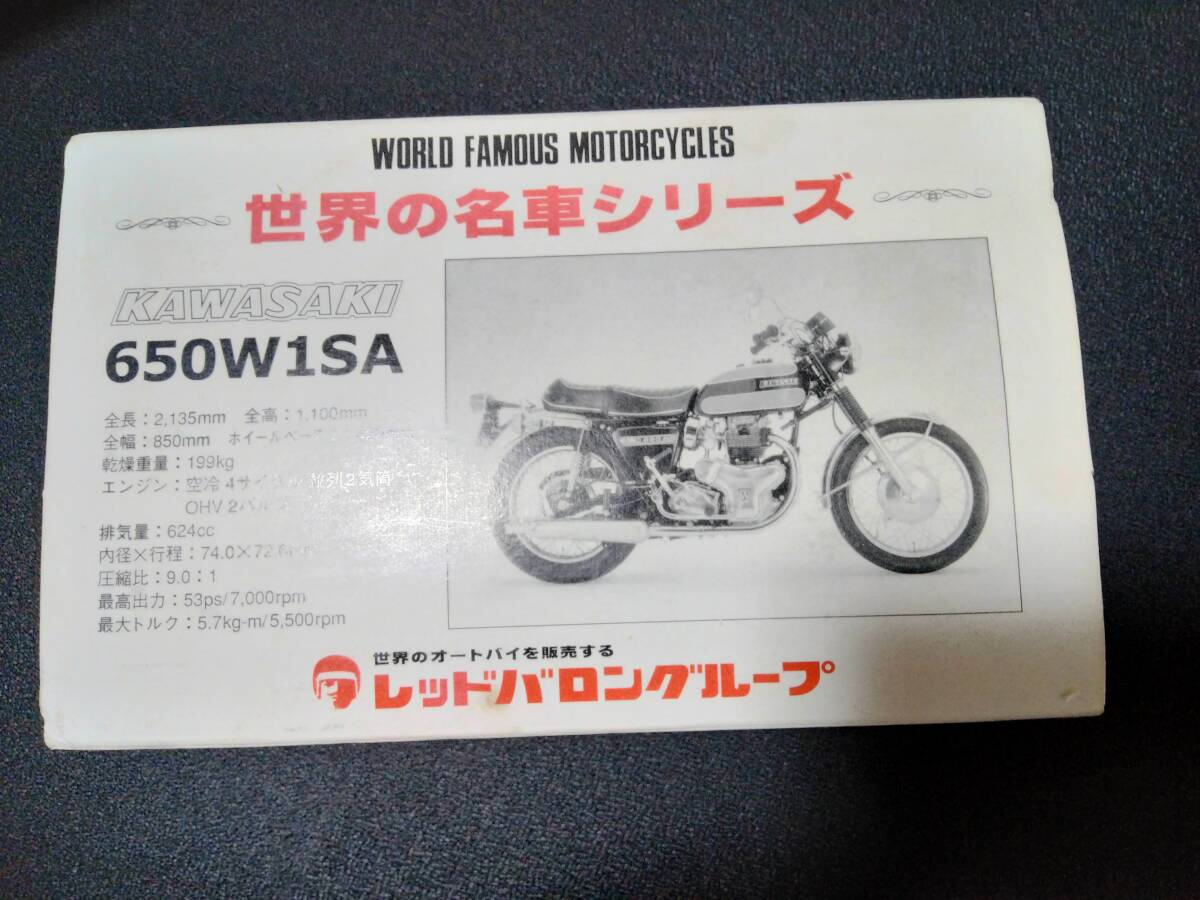 WORLD FAMOUS MOTORCYCLES
世界の名車シリーズ
KAWASAKI
650W1SA
全長：2,135mm 全高：1,100mm
全幅：850mm ホイールベース
乾燥重量：199kg
エンジン：空冷 4サイクル 並列2気筒
OHV 2バルブ
排気量：624cc
内径×行程：74.0×72.6mm
圧縮比：9.0：1
最高出力：53ps/7,000rpm
最大トルク：5.7kg-m/5,500rpm
世界のオートバイを販売する
レッドバロングループ